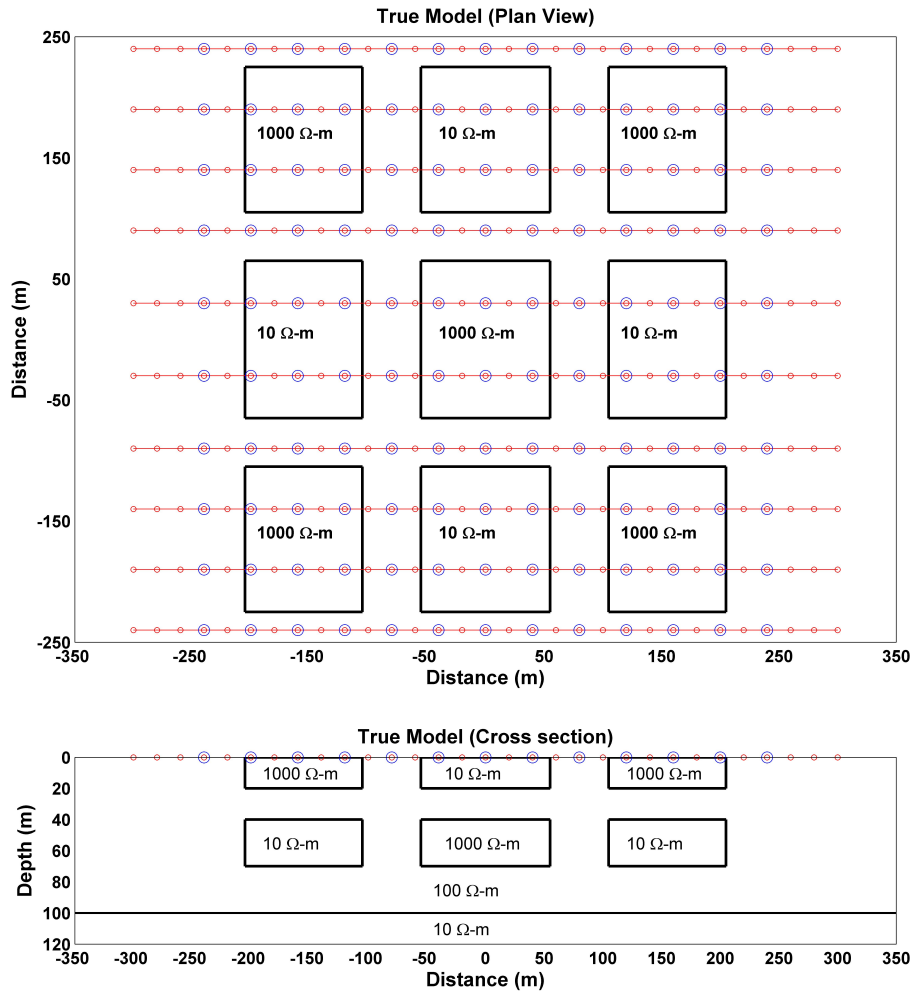 True Model (Plan View)
250
150
50
-50
-150
-250
Distance (m)
1000 Ω-m 10 Ω-m 1000 Ω-m
10 Ω-m 1000 Ω-m 10 Ω-m
1000 Ω-m 10 Ω-m 1000 Ω-m
-350 -250 -150 -50 50 150 250 350
Distance (m)
True Model (Cross section)
0
20
40
60
80
100
120
Depth (m)
1000 Ω-m 10 Ω-m 1000 Ω-m
10 Ω-m 1000 Ω-m 10 Ω-m
100 Ω-m
10 Ω-m
-350 -300 -250 -200 -150 -100 -50 0 50 100 150 200 250 300 350
Distance (m)